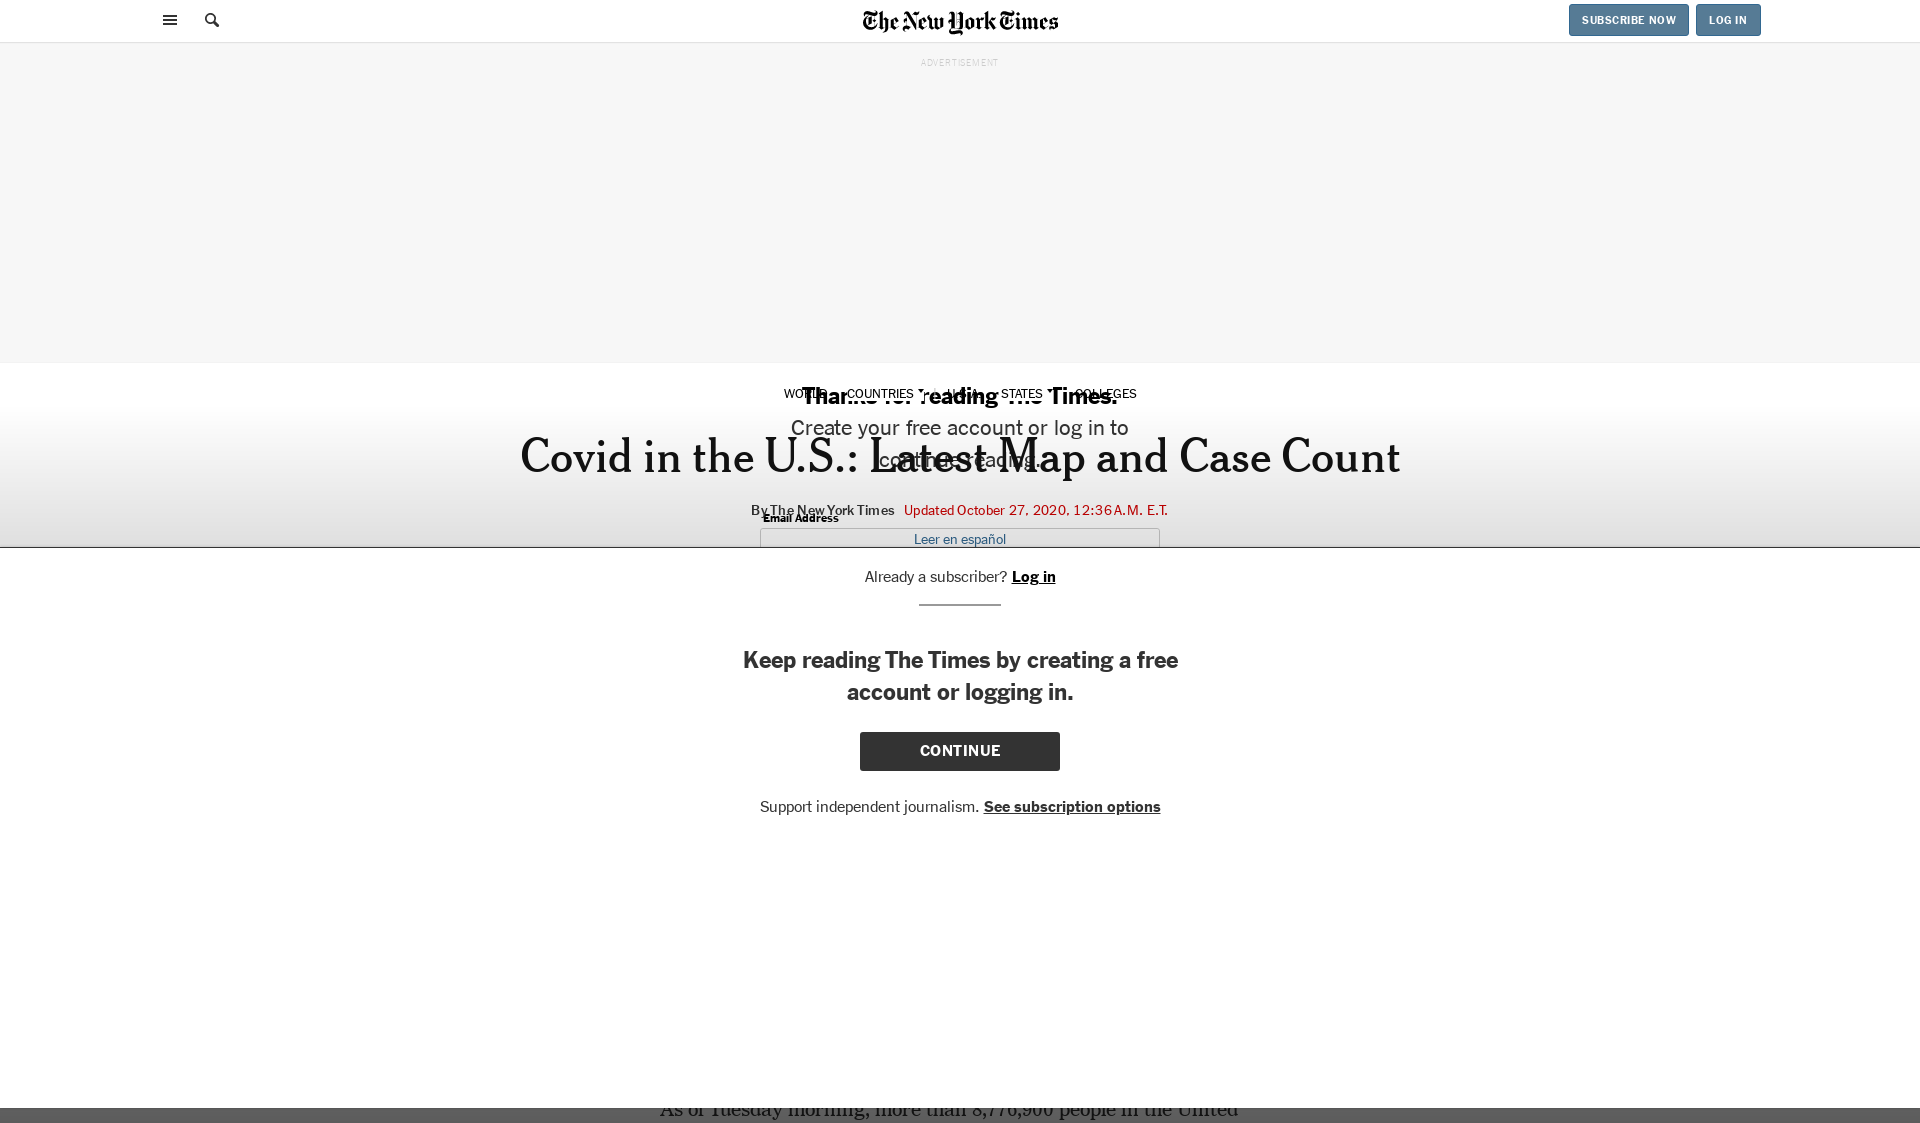 The New York Times
SUBSCRIBE NOW
LOG IN
ADVERTISEMENT
WORLD COUNTRIES U.S.A. STATES COLLEGES
Thanks for reading The Times.
Create your free account or log in to
continue reading.
Covid in the U.S.: Latest Map and Case Count
By The New York Times Updated October 27, 2020, 12:36 A.M. E.T.
Email Address
Leer en español
Already a subscriber? Log in
Keep reading The Times by creating a free
account or logging in.
CONTINUE
Support independent journalism. See subscription options
As of Tuesday morning, more than 8,776,900 people in the United